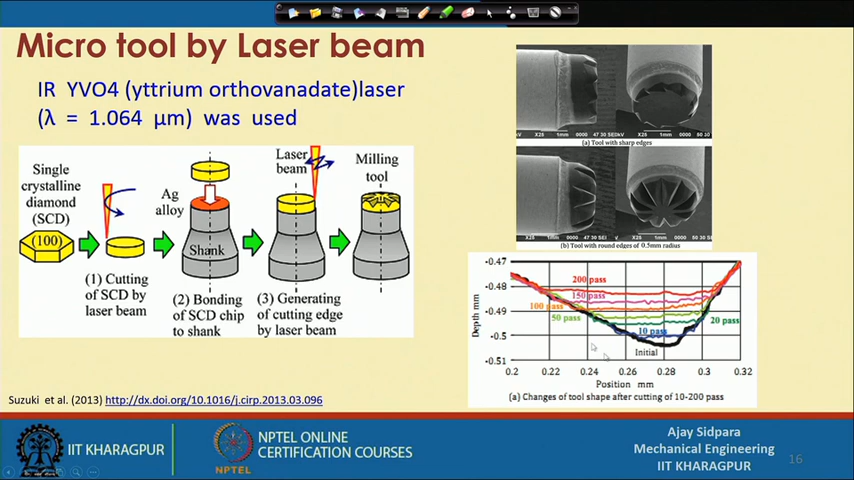 Micro tool by Laser beam
IR YVO4 (yttrium orthovanadate)laser
(λ = 1.064 μm) was used
Single
crystalline
diamond
(SCD)
(100)
(1) Cutting
of SCD by
laser beam
Ag
alloy
Shank
(2) Bonding
of SCD chip
to shank
Laser
beam
(3) Generating
of cutting edge
by laser beam
Milling
tool
(a) Tool with sharp edges
(b) Tool with round edges of 0.5mm radius
Depth mm
-0.47
-0.48
-0.49
-0.5
-0.51
200 pass
150 pass
100 pass
50 pass
20 pass
10 pass
Initial
0.2 0.22 0.24 0.26 0.28 0.3 0.32
Position mm
(a) Changes of tool shape after cutting of 10-200 pass
Suzuki et al. (2013) http://dx.doi.org/10.1016/j.cirp.2013.03.096
IIT KHARAGPUR
NPTEL
NPTEL ONLINE
CERTIFICATION COURSES
Ajay Sidpara
Mechanical Engineering
IIT KHARAGPUR
16